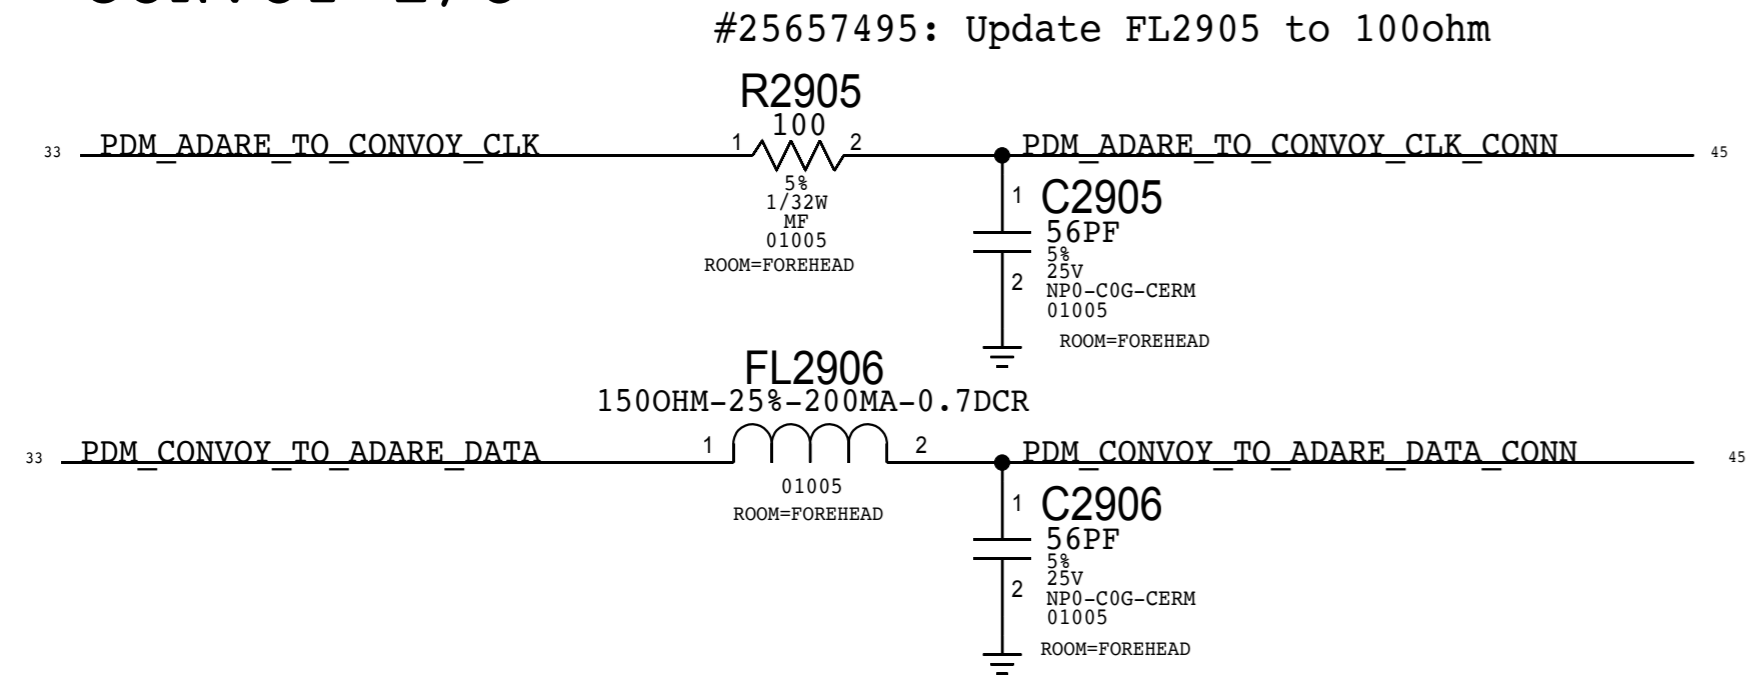 #25657495: Update FL2905 to 100ohm
R2905
100
33 PDM_ADARE_TO_CONVOY_CLK 1 2 PDM_ADARE_TO_CONVOY_CLK_CONN 45
5%
1/32W
MF
01005
ROOM=FOREHEAD
1 C2905
56PF
5%
25V
2 NP0-C0G-CERM
01005
ROOM=FOREHEAD
FL2906
150OHM-25%-200MA-0.7DCR
33 PDM_CONVOY_TO_ADARE_DATA 1 2 PDM_CONVOY_TO_ADARE_DATA_CONN 45
01005
ROOM=FOREHEAD
1 C2906
56PF
5%
25V
2 NP0-C0G-CERM
01005
ROOM=FOREHEAD